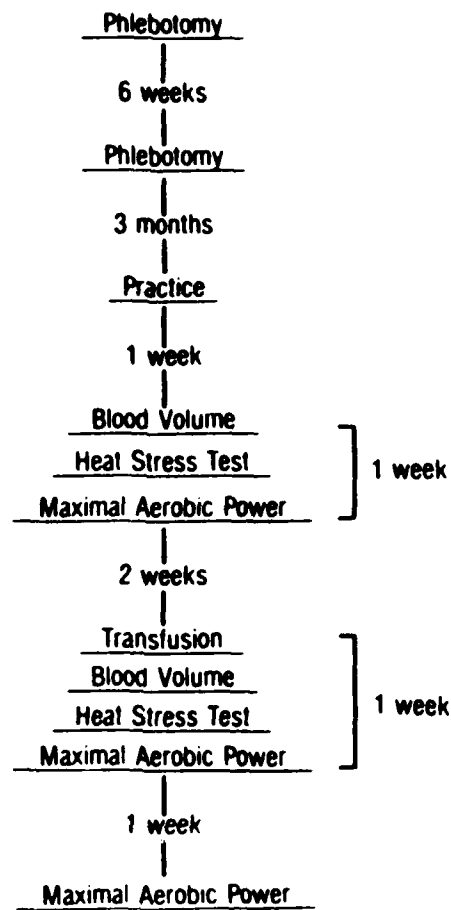 Phlebotomy
6 weeks
Phlebotomy
3 months
Practice
1 week
Blood Volume
Heat Stress Test
Maximal Aerobic Power
1 week
2 weeks
Transfusion
Blood Volume
Heat Stress Test
Maximal Aerobic Power
1 week
1 week
Maximal Aerobic Power